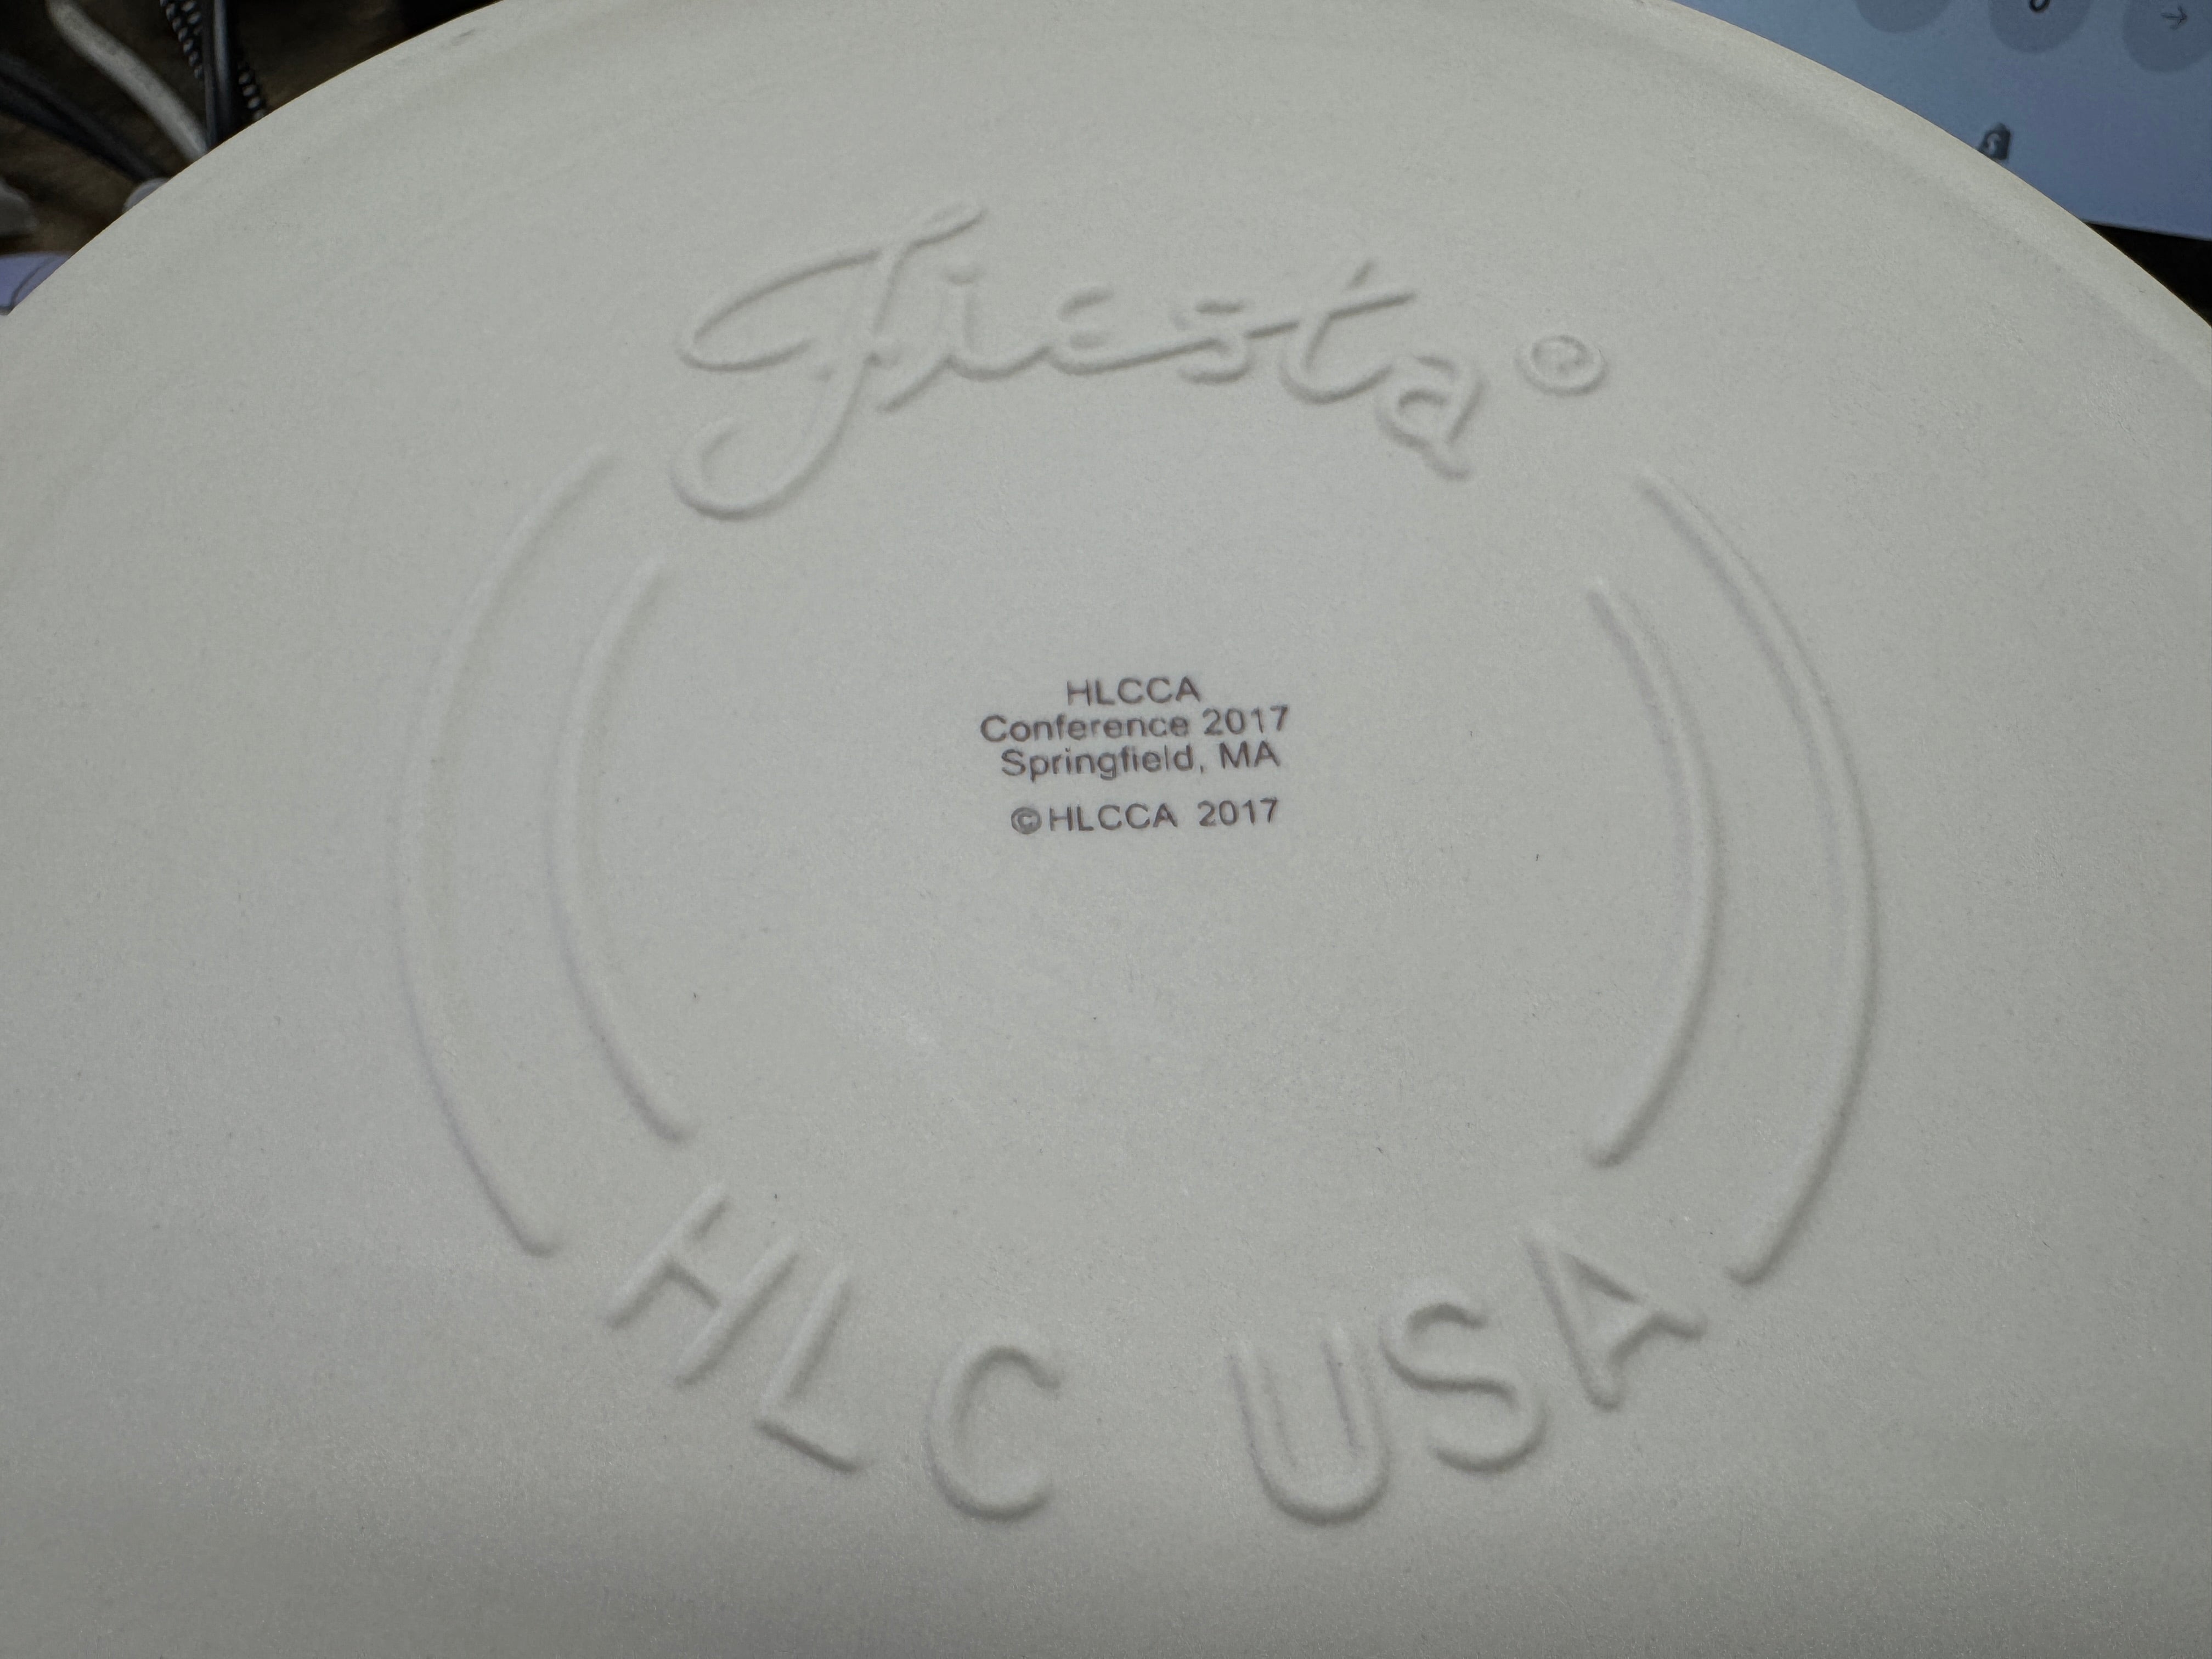 Fiesta®
HLCCA
Conference 2017
Springfield, MA
©HLCCA 2017
HLC USA